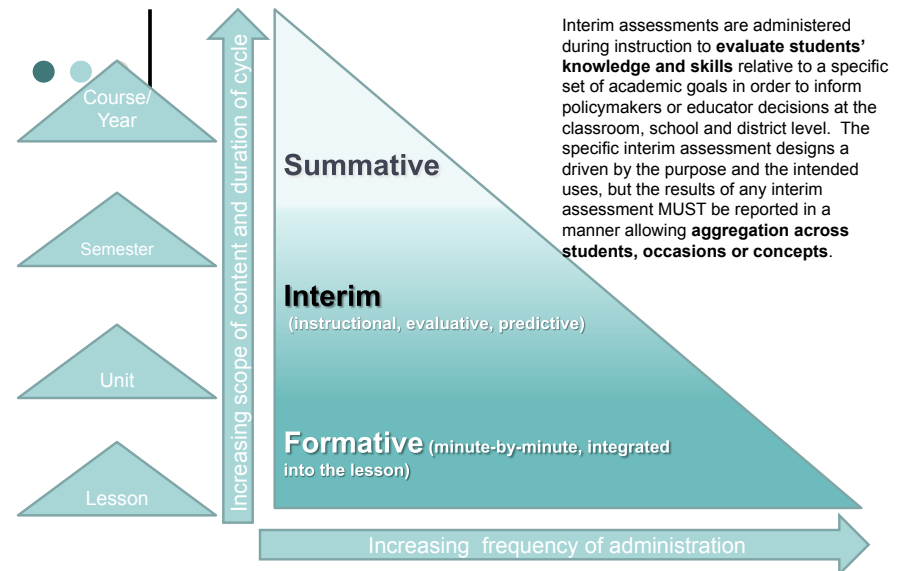 Interim assessments are administered
during instruction to evaluate students’
knowledge and skills relative to a specific
set of academic goals in order to inform
policymakers or educator decisions at the
classroom, school and district level.  The
specific interim assessment designs a
driven by the purpose and the intended
uses, but the results of any interim
assessment MUST be reported in a
manner allowing aggregation across
students, occasions or concepts.
Course/
Year
Semester
Unit
Lesson
Increasing scope of content and duration of cycle
Summative
Interim
(instructional, evaluative, predictive)
Formative (minute-by-minute, integrated
into the lesson)
Increasing  frequency of administration